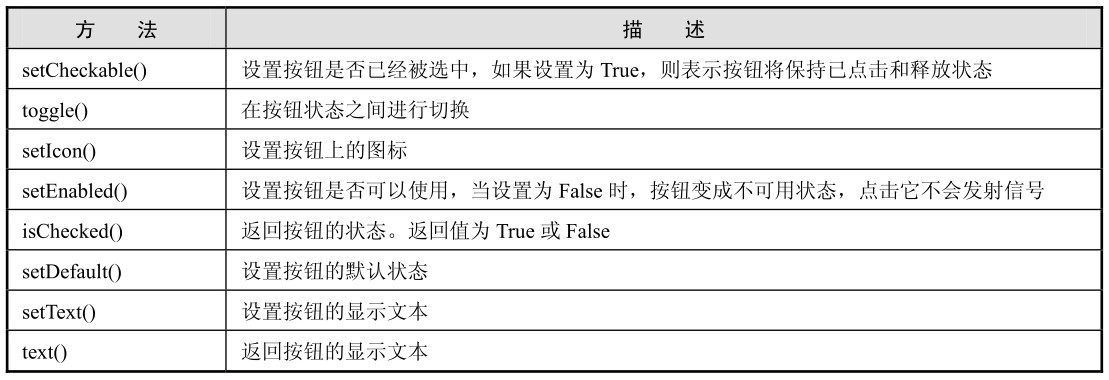 方 法 描 述
setCheckable() 设置按钮是否已经被选中，如果设置为 True，则表示按钮将保持已点击和释放状态
toggle() 在按钮状态之间进行切换
setIcon() 设置按钮上的图标
setEnabled() 设置按钮是否可以使用，当设置为 False 时，按钮变成不可用状态，点击它不会发射信号
isChecked() 返回按钮的状态。返回值为 True 或 False
setDefault() 设置按钮的默认状态
setText() 设置按钮的显示文本
text() 返回按钮的显示文本